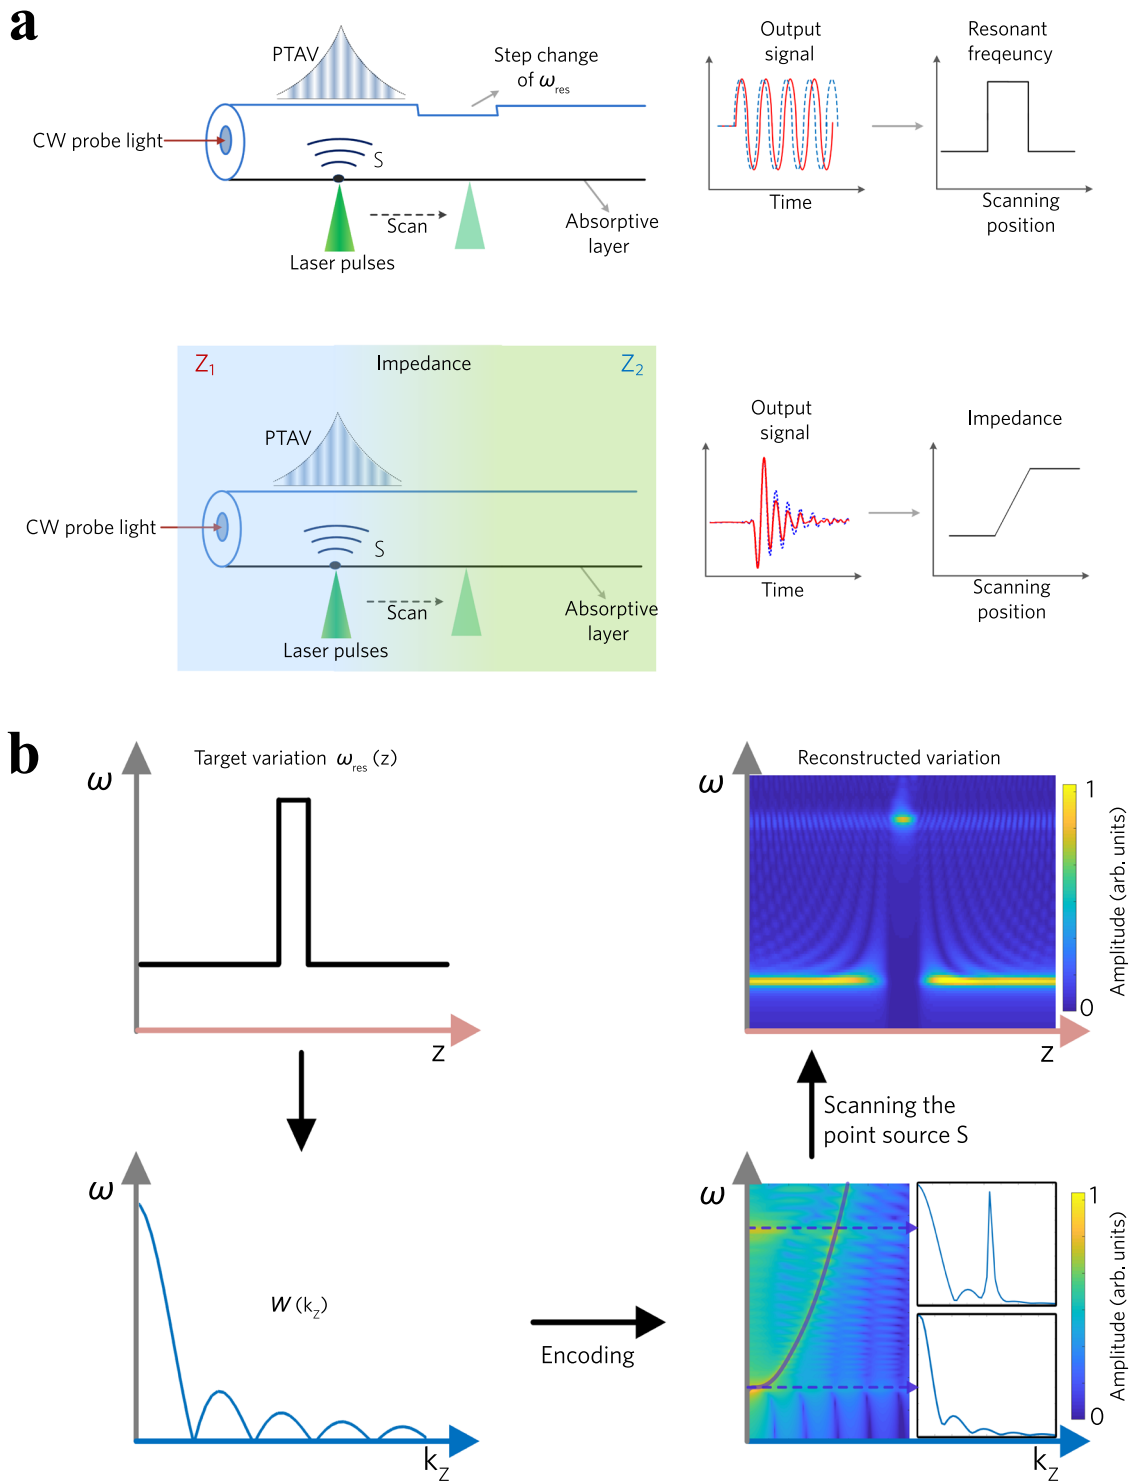 a
PTAV
Step change
of ω_res
CW probe light
S
Scan
Laser pulses
Absorptive
layer
Output
signal
Time
Resonant
freqeuncy
Scanning
position
Z₁
Impedance
Z₂
PTAV
CW probe light
S
Scan
Laser pulses
Absorptive
layer
Output
signal
Time
Impedance
Scanning
position
b
ω
Target variation ω_res (z)
z
ω
W (k_z)
k_z
Encoding
Reconstructed variation
ω
1
0
Amplitude (arb. units)
z
Scanning the
point source S
ω
1
0
Amplitude (arb. units)
k_z